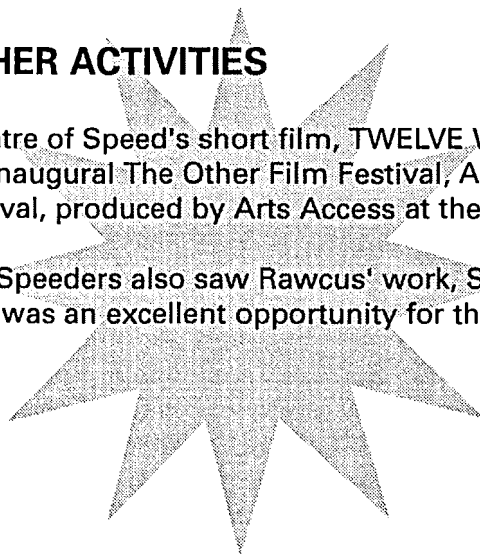 HER ACTIVITIES
tre of Speed's short film, TWELVE
naugural The Other Film Festival, A
val, produced by Arts Access at the
Speeders also saw Rawcus' work, S
was an excellent opportunity for th